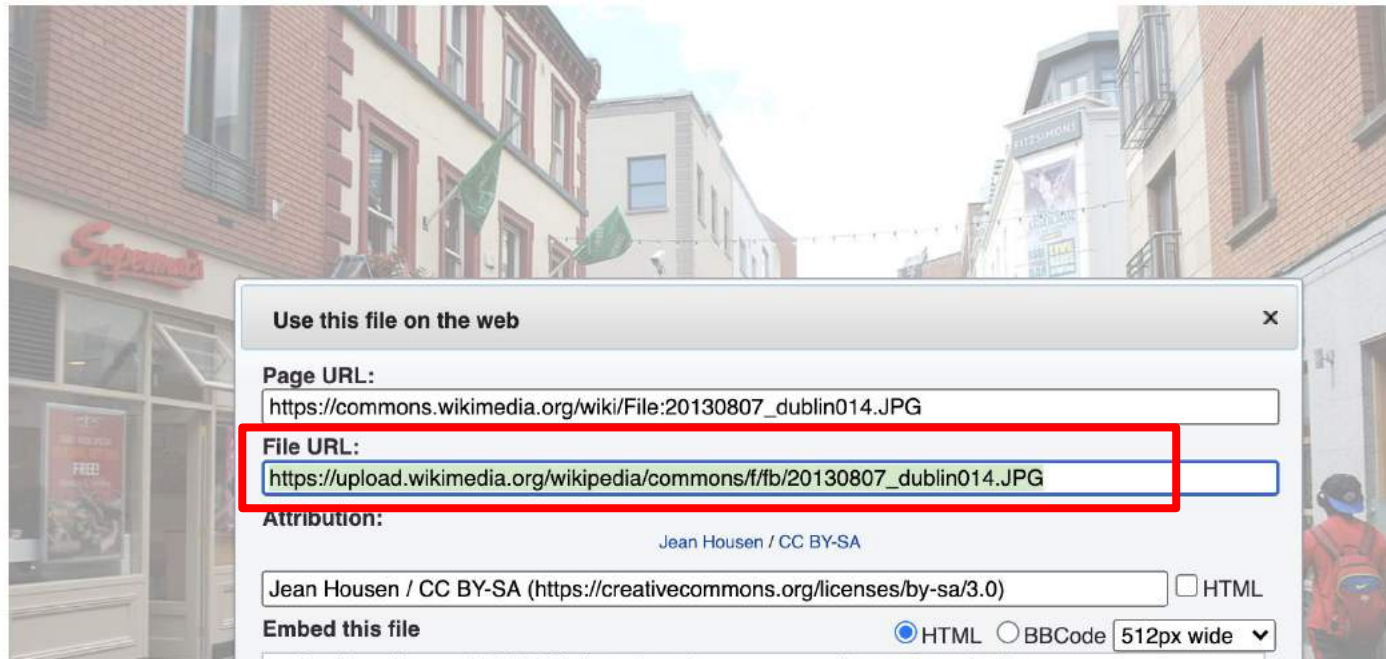 FITZSIMONS
Supermac's
LIVE
FREE!
Use this file on the web
×
Page URL:
https://commons.wikimedia.org/wiki/File:20130807_dublin014.JPG
File URL:
https://upload.wikimedia.org/wikipedia/commons/f/fb/20130807_dublin014.JPG
Attribution:
Jean Housen / CC BY-SA
Jean Housen / CC BY-SA (https://creativecommons.org/licenses/by-sa/3.0) HTML
Embed this file HTML BBCode 512px wide